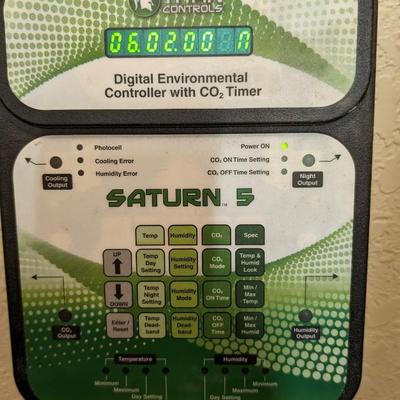 CONTROLS
06.02.00 n
Digital Environmental
Controller with CO2 Timer
Photocell
Cooling Error
Humidity Error
Power ON
CO2 ON Time Setting
CO2 OFF Time Setting
Cooling
Output
Night
Output
SATURN 5
Temp Humidity CO2 Spec
UP
Temp
Day
Setting
Humidity
Setting
CO2
Mode
Temp &
Humid
Lock
DOWN
Temp
Night
Setting
Humidity
Mode
CO2
ON Time
Min /
Max
Temp
Enter /
Reset
Temp
Dead-
band
Humidity
Dead-
band
CO2
OFF
Time
Min /
Max
Humid
CO2
Output
Humidity
Output
Temperature
Humidity
Minimum
Maximum
Day Setting
Minimum
Maximum
Day Setting